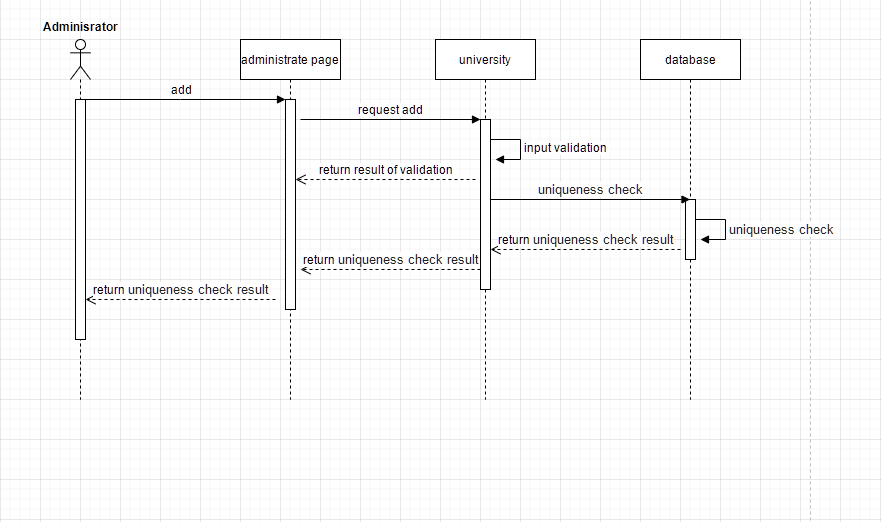 Adminisrator
administrate page
university
database
add
request add
input validation
return result of validation
uniqueness check
uniqueness check
return uniqueness check result
return uniqueness check result
return uniqueness check result